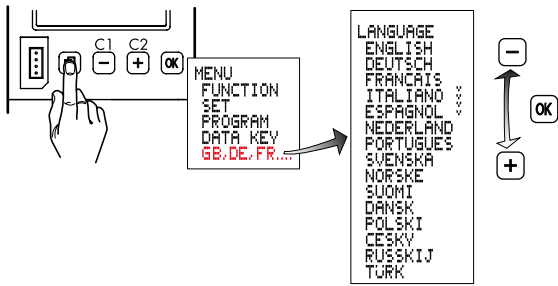 C1 C2
− + OK
MENU
FUNCTION
SET
PROGRAM
DATA KEY
GB,DE,FR....
LANGUAGE
ENGLISH
DEUTSCH
FRANCAIS
ITALIANO
ESPAGNOL
NEDERLAND
PORTUGUES
SVENSKA
NORSKE
SUOMI
DANSK
POLSKI
CESKY
RUSSKIJ
TURK
−
OK
+